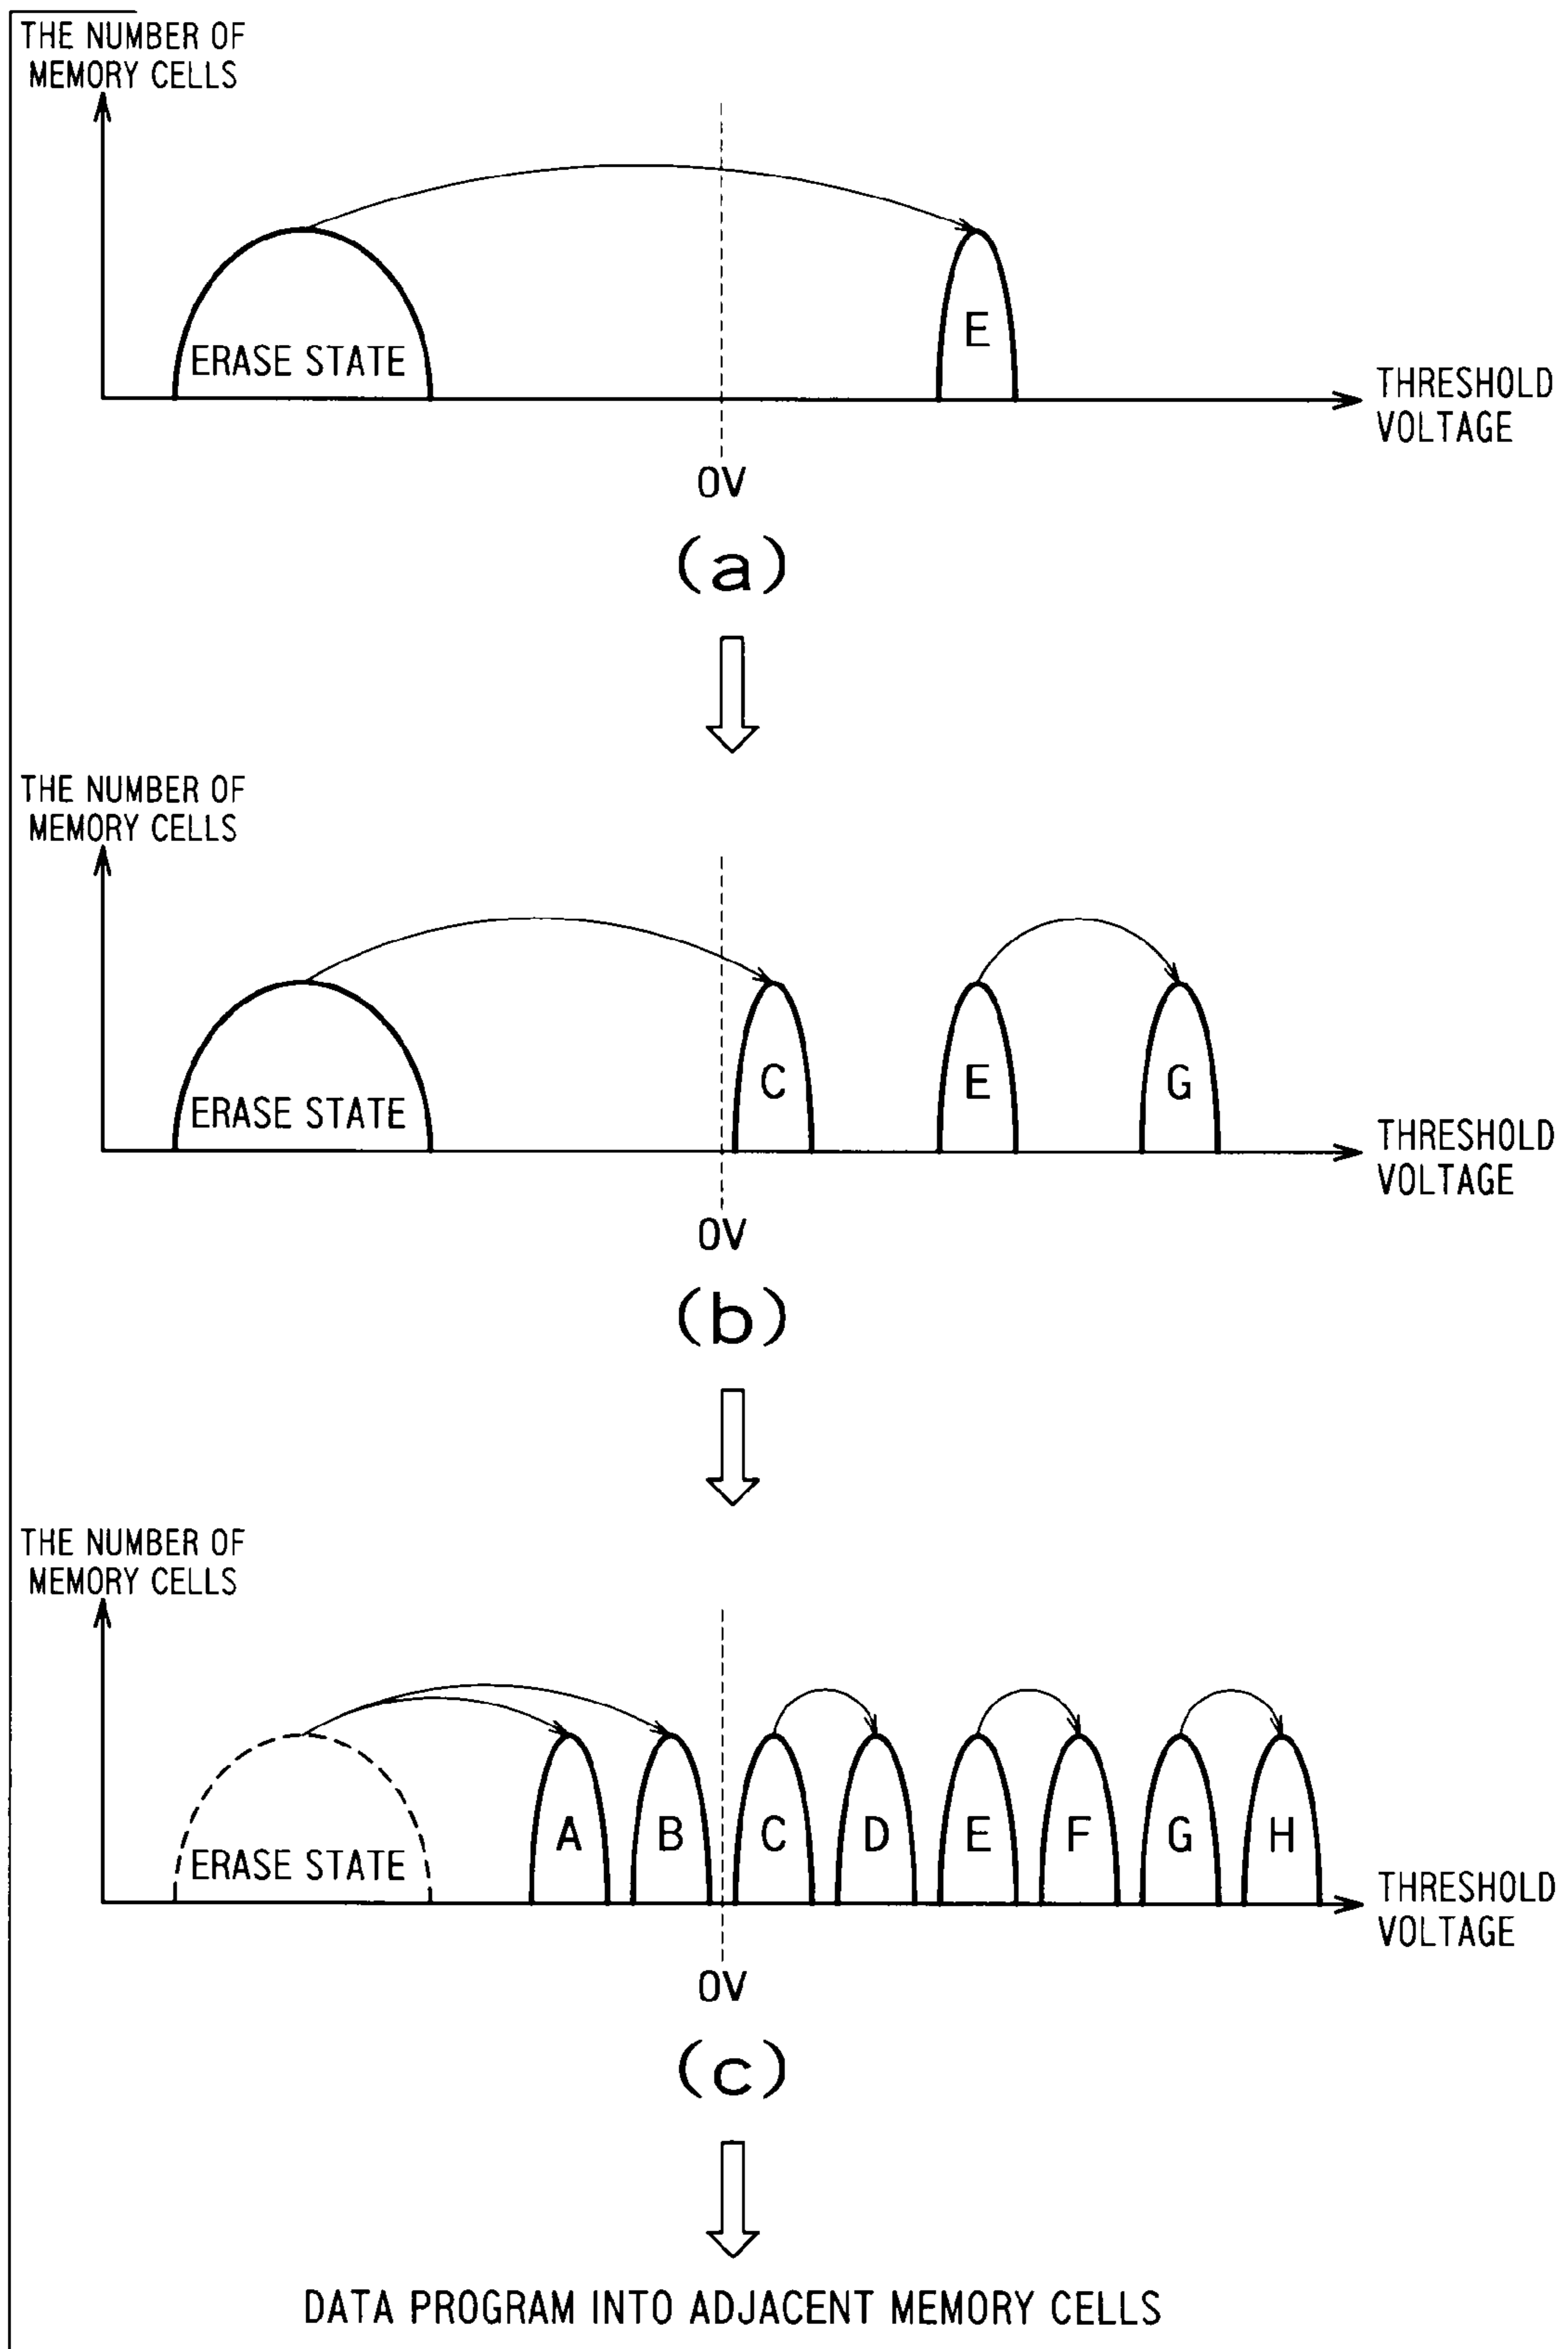 THE NUMBER OF
MEMORY CELLS
E
ERASE STATE
THRESHOLD
VOLTAGE
0V
(a)
THE NUMBER OF
MEMORY CELLS
C
E
G
ERASE STATE
THRESHOLD
VOLTAGE
0V
(b)
THE NUMBER OF
MEMORY CELLS
A B C D E F G H
ERASE STATE
THRESHOLD
VOLTAGE
0V
(c)
DATA PROGRAM INTO ADJACENT MEMORY CELLS